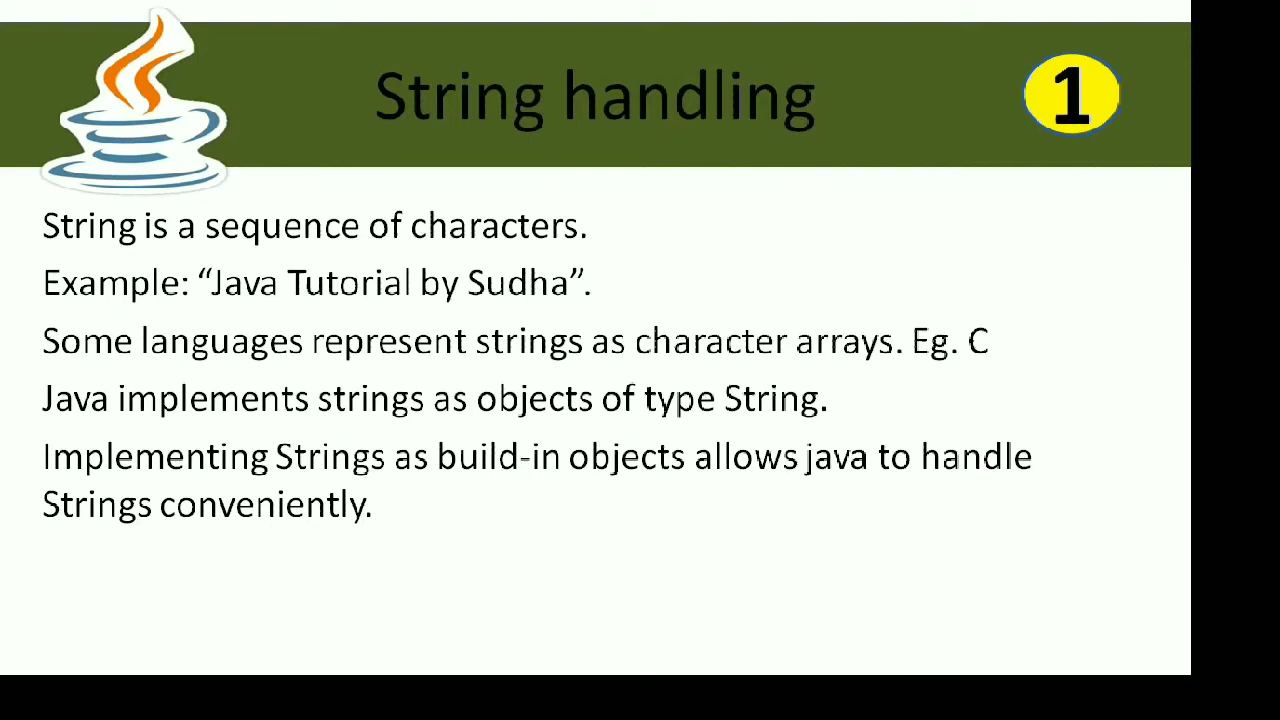 String handling
1
String is a sequence of characters.
Example: “Java Tutorial by Sudha”.
Some languages represent strings as character arrays. Eg. C
Java implements strings as objects of type String.
Implementing Strings as build-in objects allows java to handle
Strings conveniently.